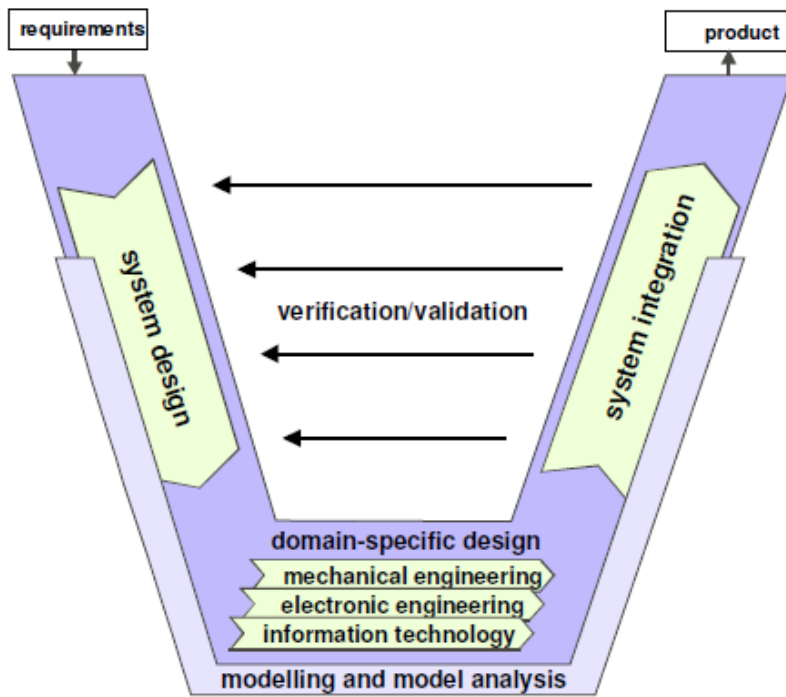 requirements
product
system design
system integration
verification/validation
domain-specific design
mechanical engineering
electronic engineering
information technology
modelling and model analysis